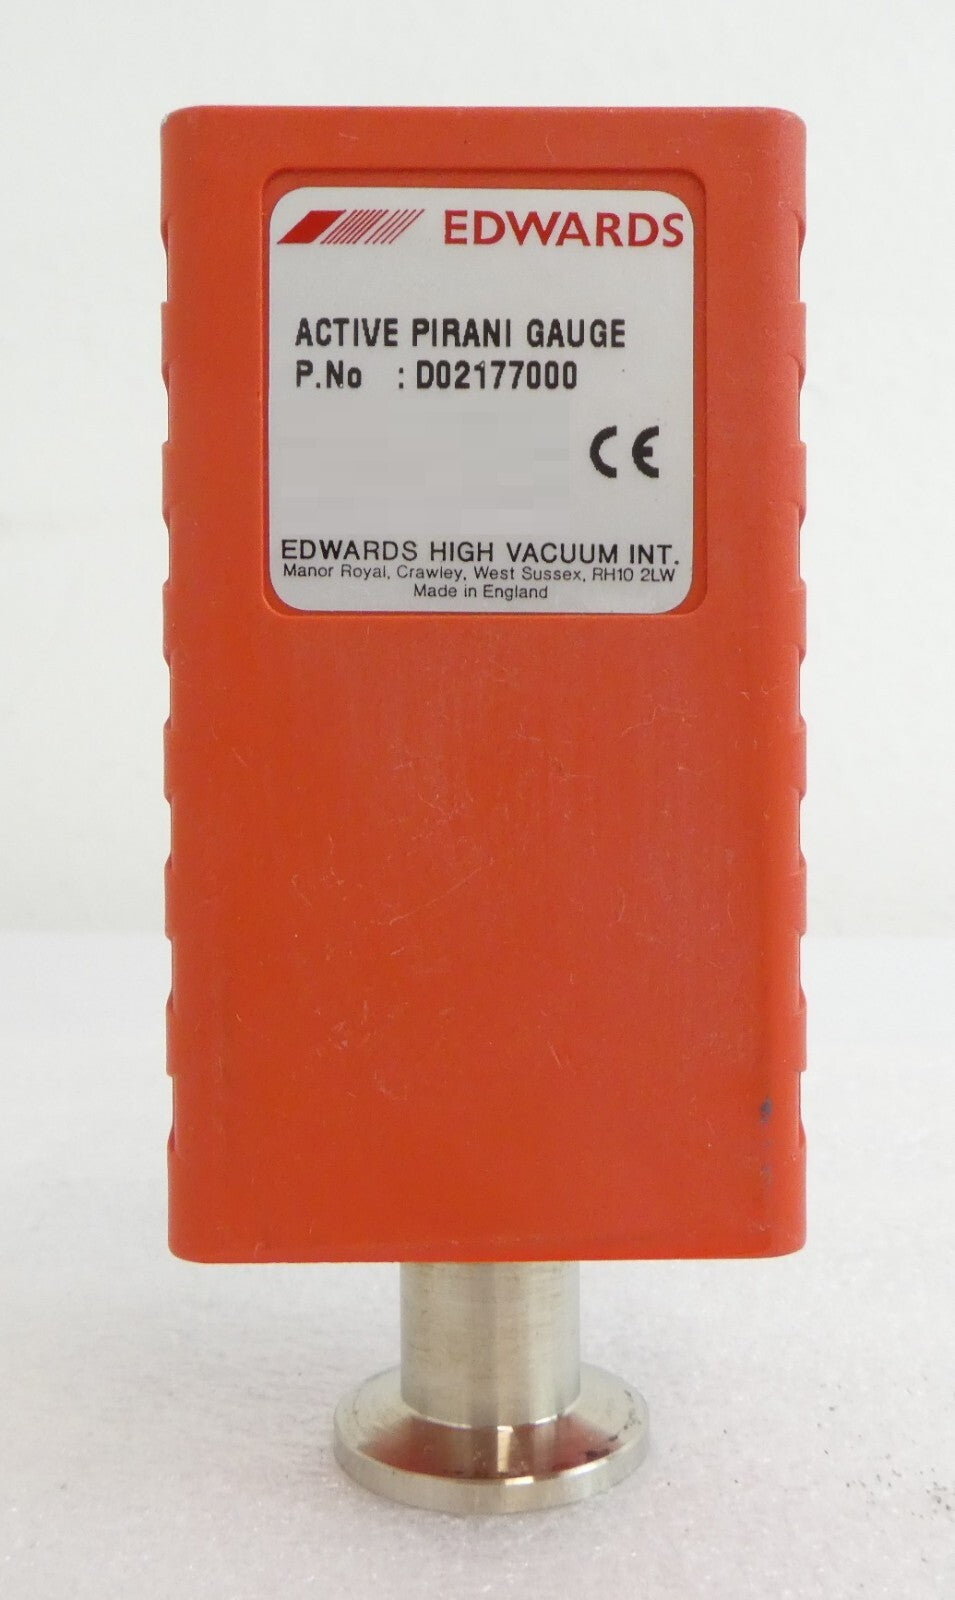 EDWARDS
ACTIVE PIRANI GAUGE
P.No : D02177000
CE
EDWARDS HIGH VACUUM INT.
Manor Royal, Crawley, West Sussex, RH10 2LW
Made in England